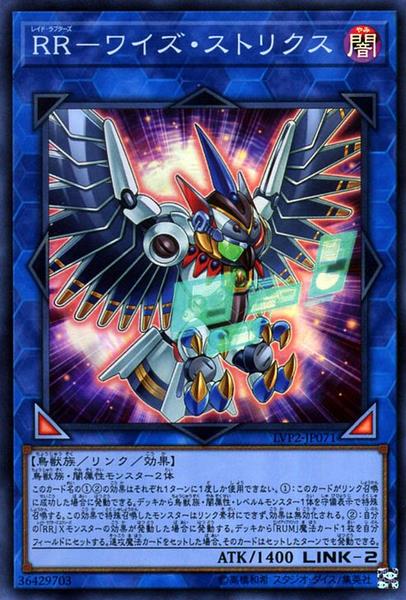 レイド・ラプターズ
RR－ワイズ・ストリクス
やみ
闇
LVP2-JP071
【鳥獣族／リンク／効果】
鳥獣族・闇属性モンスター２体
このカード名の①②の効果はそれぞれ１ターンに１度しか使用できない。①：このカードがリンク召喚
に成功した場合に発動できる。デッキから鳥獣族・闇属性・レベル４モンスター１体を守備表示で特殊
召喚する。この効果で特殊召喚したモンスターはリンク素材にできず、効果は無効化される。②：自分
の「RR」Xモンスターの効果が発動した場合に発動できる。デッキから「RUM」魔法カード１枚を自分
フィールドにセットする。速攻魔法カードをセットした場合、そのカードはセットしたターンでも発動できる。
ATK/1400 LINK-2
36429703
©高橋和希 スタジオ・ダイス/集英社